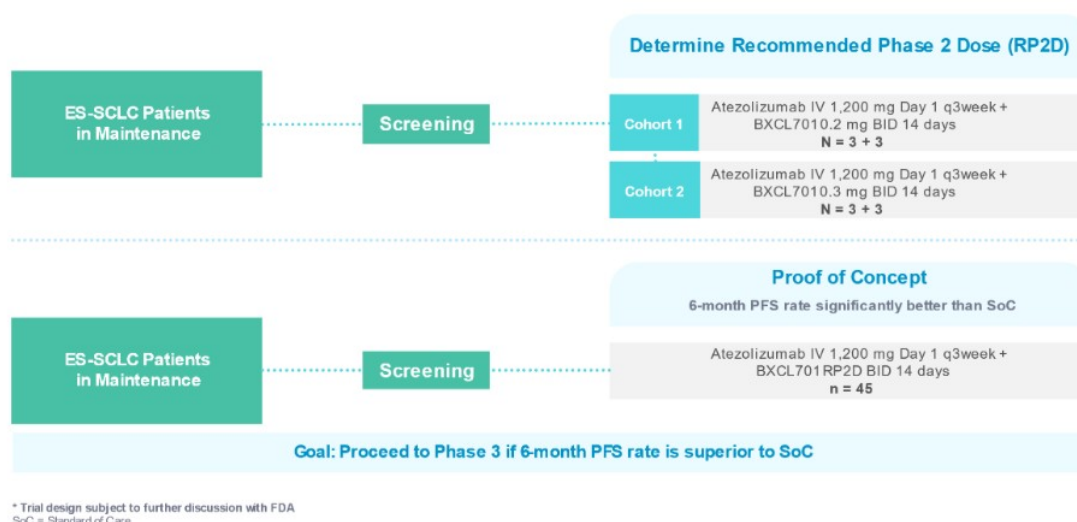 Determine Recommended Phase 2 Dose (RP2D)
ES-SCLC Patients
in Maintenance
Screening
Cohort 1
Atezolizumab IV 1,200 mg Day 1 q3week +
BXCL7010.2 mg BID 14 days
N = 3 + 3
Cohort 2
Atezolizumab IV 1,200 mg Day 1 q3week +
BXCL7010.3 mg BID 14 days
N = 3 + 3
Proof of Concept
6-month PFS rate significantly better than SoC
ES-SCLC Patients
in Maintenance
Screening
Atezolizumab IV 1,200 mg Day 1 q3week +
BXCL701RP2D BID 14 days
n = 45
Goal: Proceed to Phase 3 if 6-month PFS rate is superior to SoC
* Trial design subject to further discussion with FDA
SoC = Standard of Care